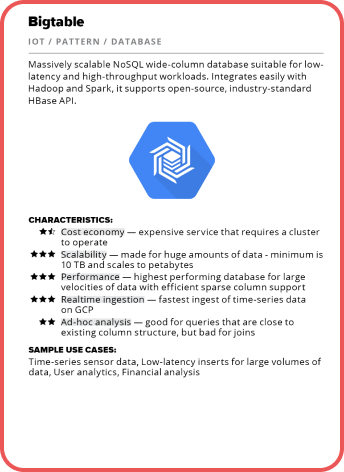 Bigtable
IOT / PATTERN / DATABASE
Massively scalable NoSQL wide-column database suitable for low-
latency and high-throughput workloads. Integrates easily with
Hadoop and Spark, it supports open-source, industry-standard
HBase API.
CHARACTERISTICS:
Cost economy — expensive service that requires a cluster
to operate
★★★ Scalability — made for huge amounts of data - minimum is
10 TB and scales to petabytes
★★★ Performance — highest performing database for large
velocities of data with efficient sparse column support
★★★ Realtime ingestion — fastest ingest of time-series data
on GCP
★★ Ad-hoc analysis — good for queries that are close to
existing column structure, but bad for joins
SAMPLE USE CASES:
Time-series sensor data, Low-latency inserts for large volumes of
data, User analytics, Financial analysis